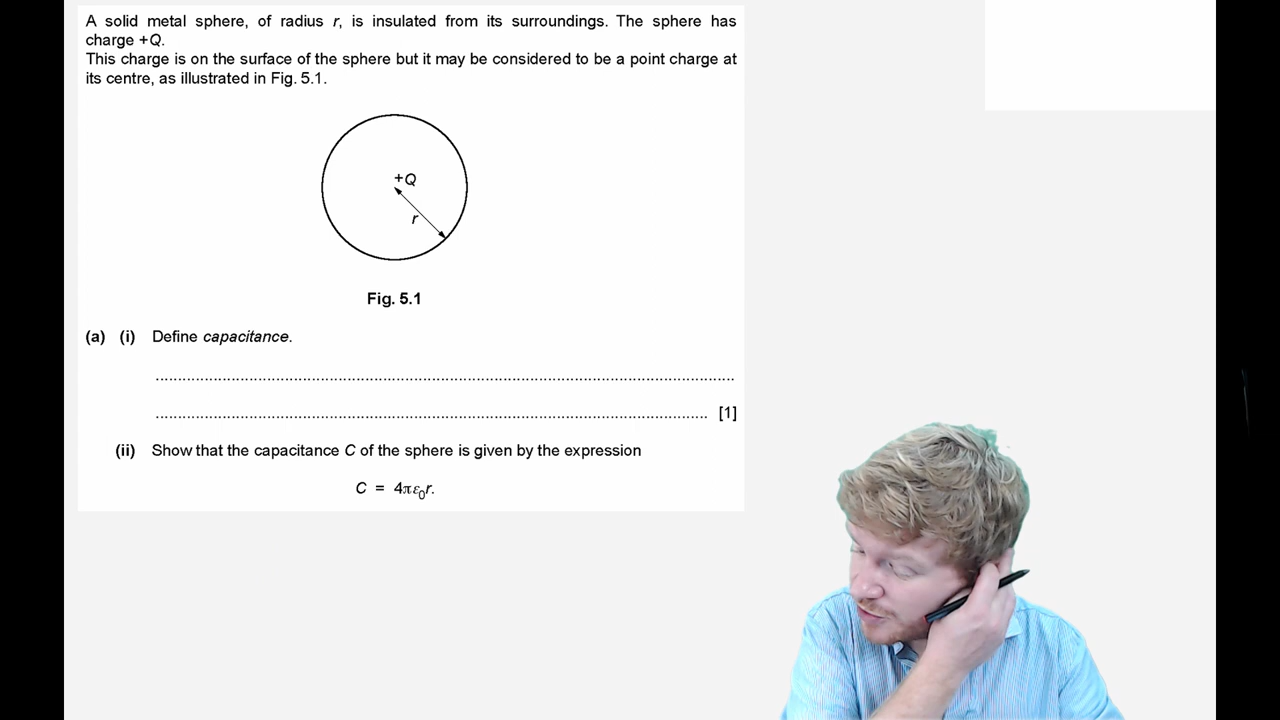 A solid metal sphere, of radius r, is insulated from its surroundings. The sphere has
charge +Q.
This charge is on the surface of the sphere but it may be considered to be a point charge at
its centre, as illustrated in Fig. 5.1.
+Q
r
Fig. 5.1
(a) (i) Define capacitance.
....................................................................................................................................
.............................................................................................................................. [1]
(ii) Show that the capacitance C of the sphere is given by the expression
C = 4πε₀r.